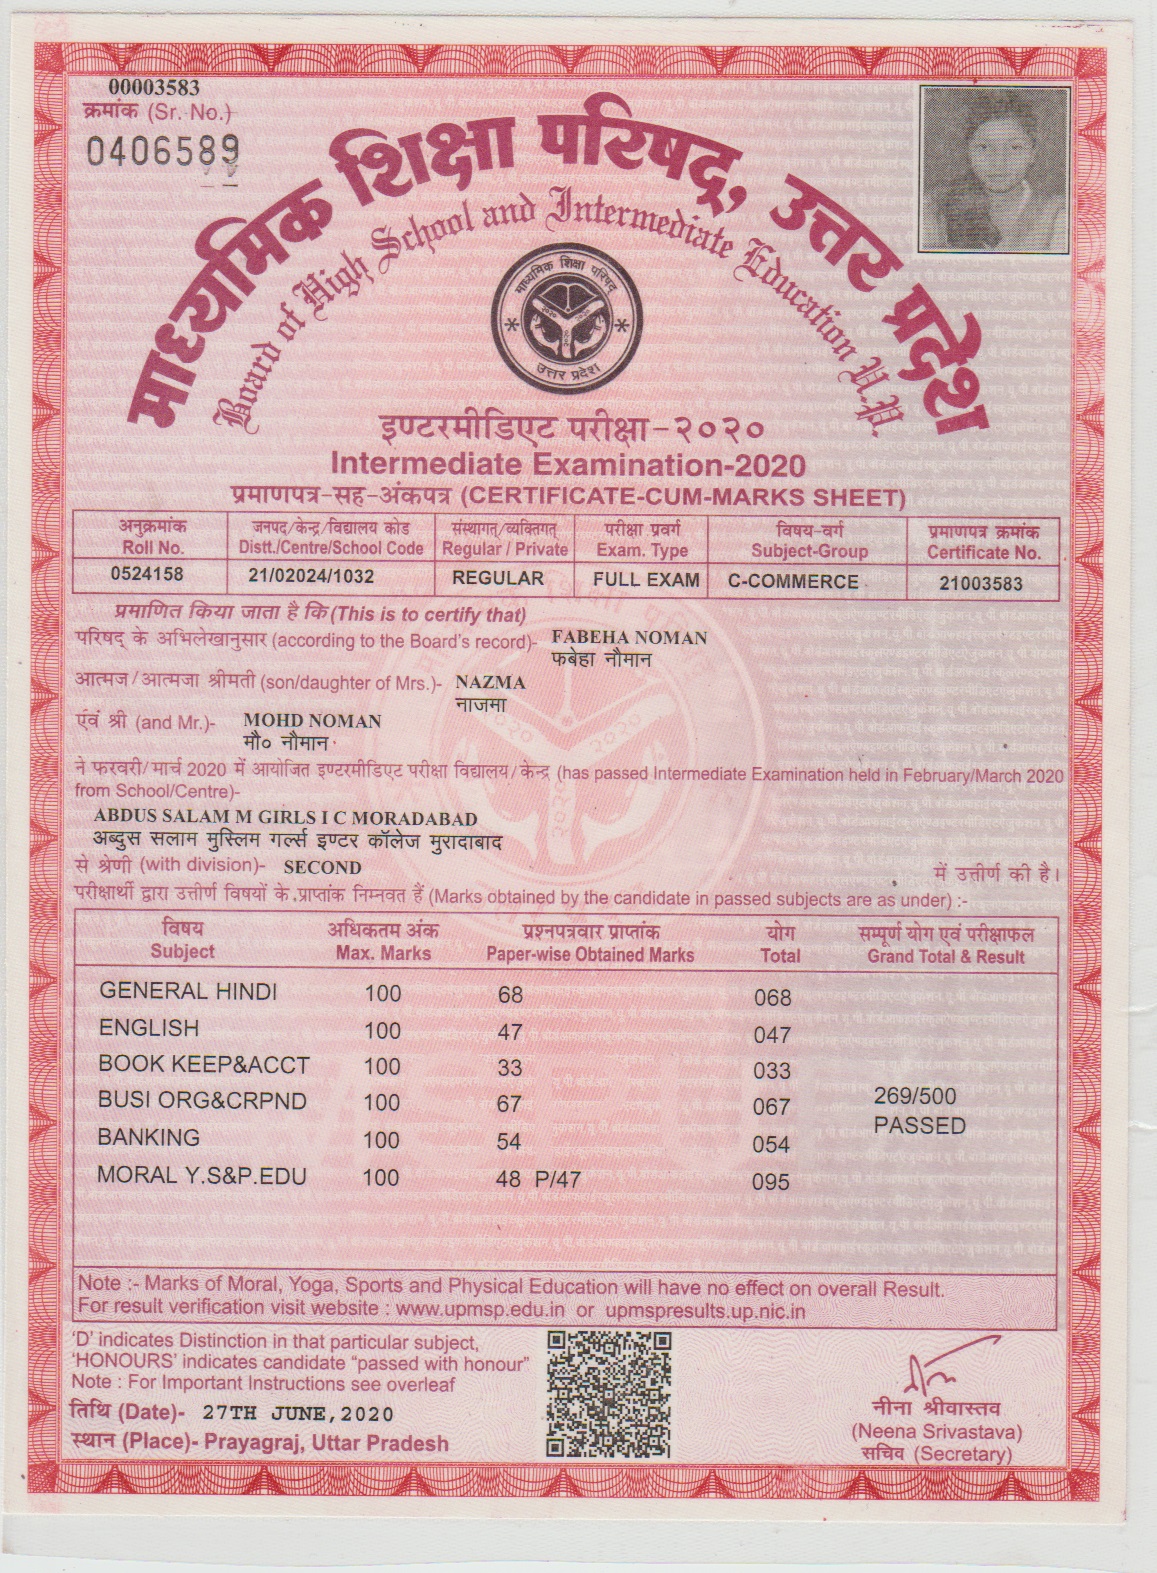 00003583
क्रमांक (Sr. No.)
0406589
माध्यमिक शिक्षा परिषद्, उत्तर प्रदेश
Board of High School and Intermediate Education U.P.
माध्यमिक शिक्षा परिषद्
उत्तर प्रदेश
इण्टरमीडिएट परीक्षा-२०२०
Intermediate Examination-2020
प्रमाणपत्र-सह-अंकपत्र (CERTIFICATE-CUM-MARKS SHEET)
अनुक्रमांक जनपद/केन्द्र/विद्यालय कोड संस्थागत/व्यक्तिगत परीक्षा प्रवर्ग विषय-वर्ग प्रमाणपत्र क्रमांक
Roll No. Distt./Centre/School Code Regular / Private Exam. Type Subject-Group Certificate No.
0524158 21/02024/1032 REGULAR FULL EXAM C-COMMERCE 21003583
प्रमाणित किया जाता है कि (This is to certify that)
परिषद् के अभिलेखानुसार (according to the Board's record)- FABEHA NOMAN
फबेहा नौमान
आत्मज/आत्मजा श्रीमती (son/daughter of Mrs.)- NAZMA
नाजमा
एवं श्री (and Mr.)- MOHD NOMAN
मौ० नौमान
ने फरवरी/मार्च 2020 में आयोजित इण्टरमीडिएट परीक्षा विद्यालय/केन्द्र (has passed Intermediate Examination held in February/March 2020
from School/Centre)-
ABDUS SALAM M GIRLS I C MORADABAD
अब्दुस सलाम मुस्लिम गर्ल्स इण्टर कॉलेज मुरादाबाद
से श्रेणी (with division)- SECOND में उत्तीर्ण की है।
परीक्षार्थी द्वारा उत्तीर्ण विषयों के प्राप्तांक निम्नवत हैं (Marks obtained by the candidate in passed subjects are as under) :-
विषय अधिकतम अंक प्रश्नपत्रवार प्राप्तांक योग सम्पूर्ण योग एवं परीक्षाफल
Subject Max. Marks Paper-wise Obtained Marks Total Grand Total & Result
GENERAL HINDI 100 68 068
ENGLISH 100 47 047
BOOK KEEP&ACCT 100 33 033
BUSI ORG&CRPND 100 67 067 269/500
BANKING 100 54 054 PASSED
MORAL Y.S&P.EDU 100 48 P/47 095
Note :- Marks of Moral, Yoga, Sports and Physical Education will have no effect on overall Result.
For result verification visit website : www.upmsp.edu.in or upmspresults.up.nic.in
'D' indicates Distinction in that particular subject,
'HONOURS' indicates candidate "passed with honour"
Note : For Important Instructions see overleaf
तिथि (Date)- 27TH JUNE,2020
स्थान (Place)- Prayagraj, Uttar Pradesh
नीना श्रीवास्तव
(Neena Srivastava)
सचिव (Secretary)